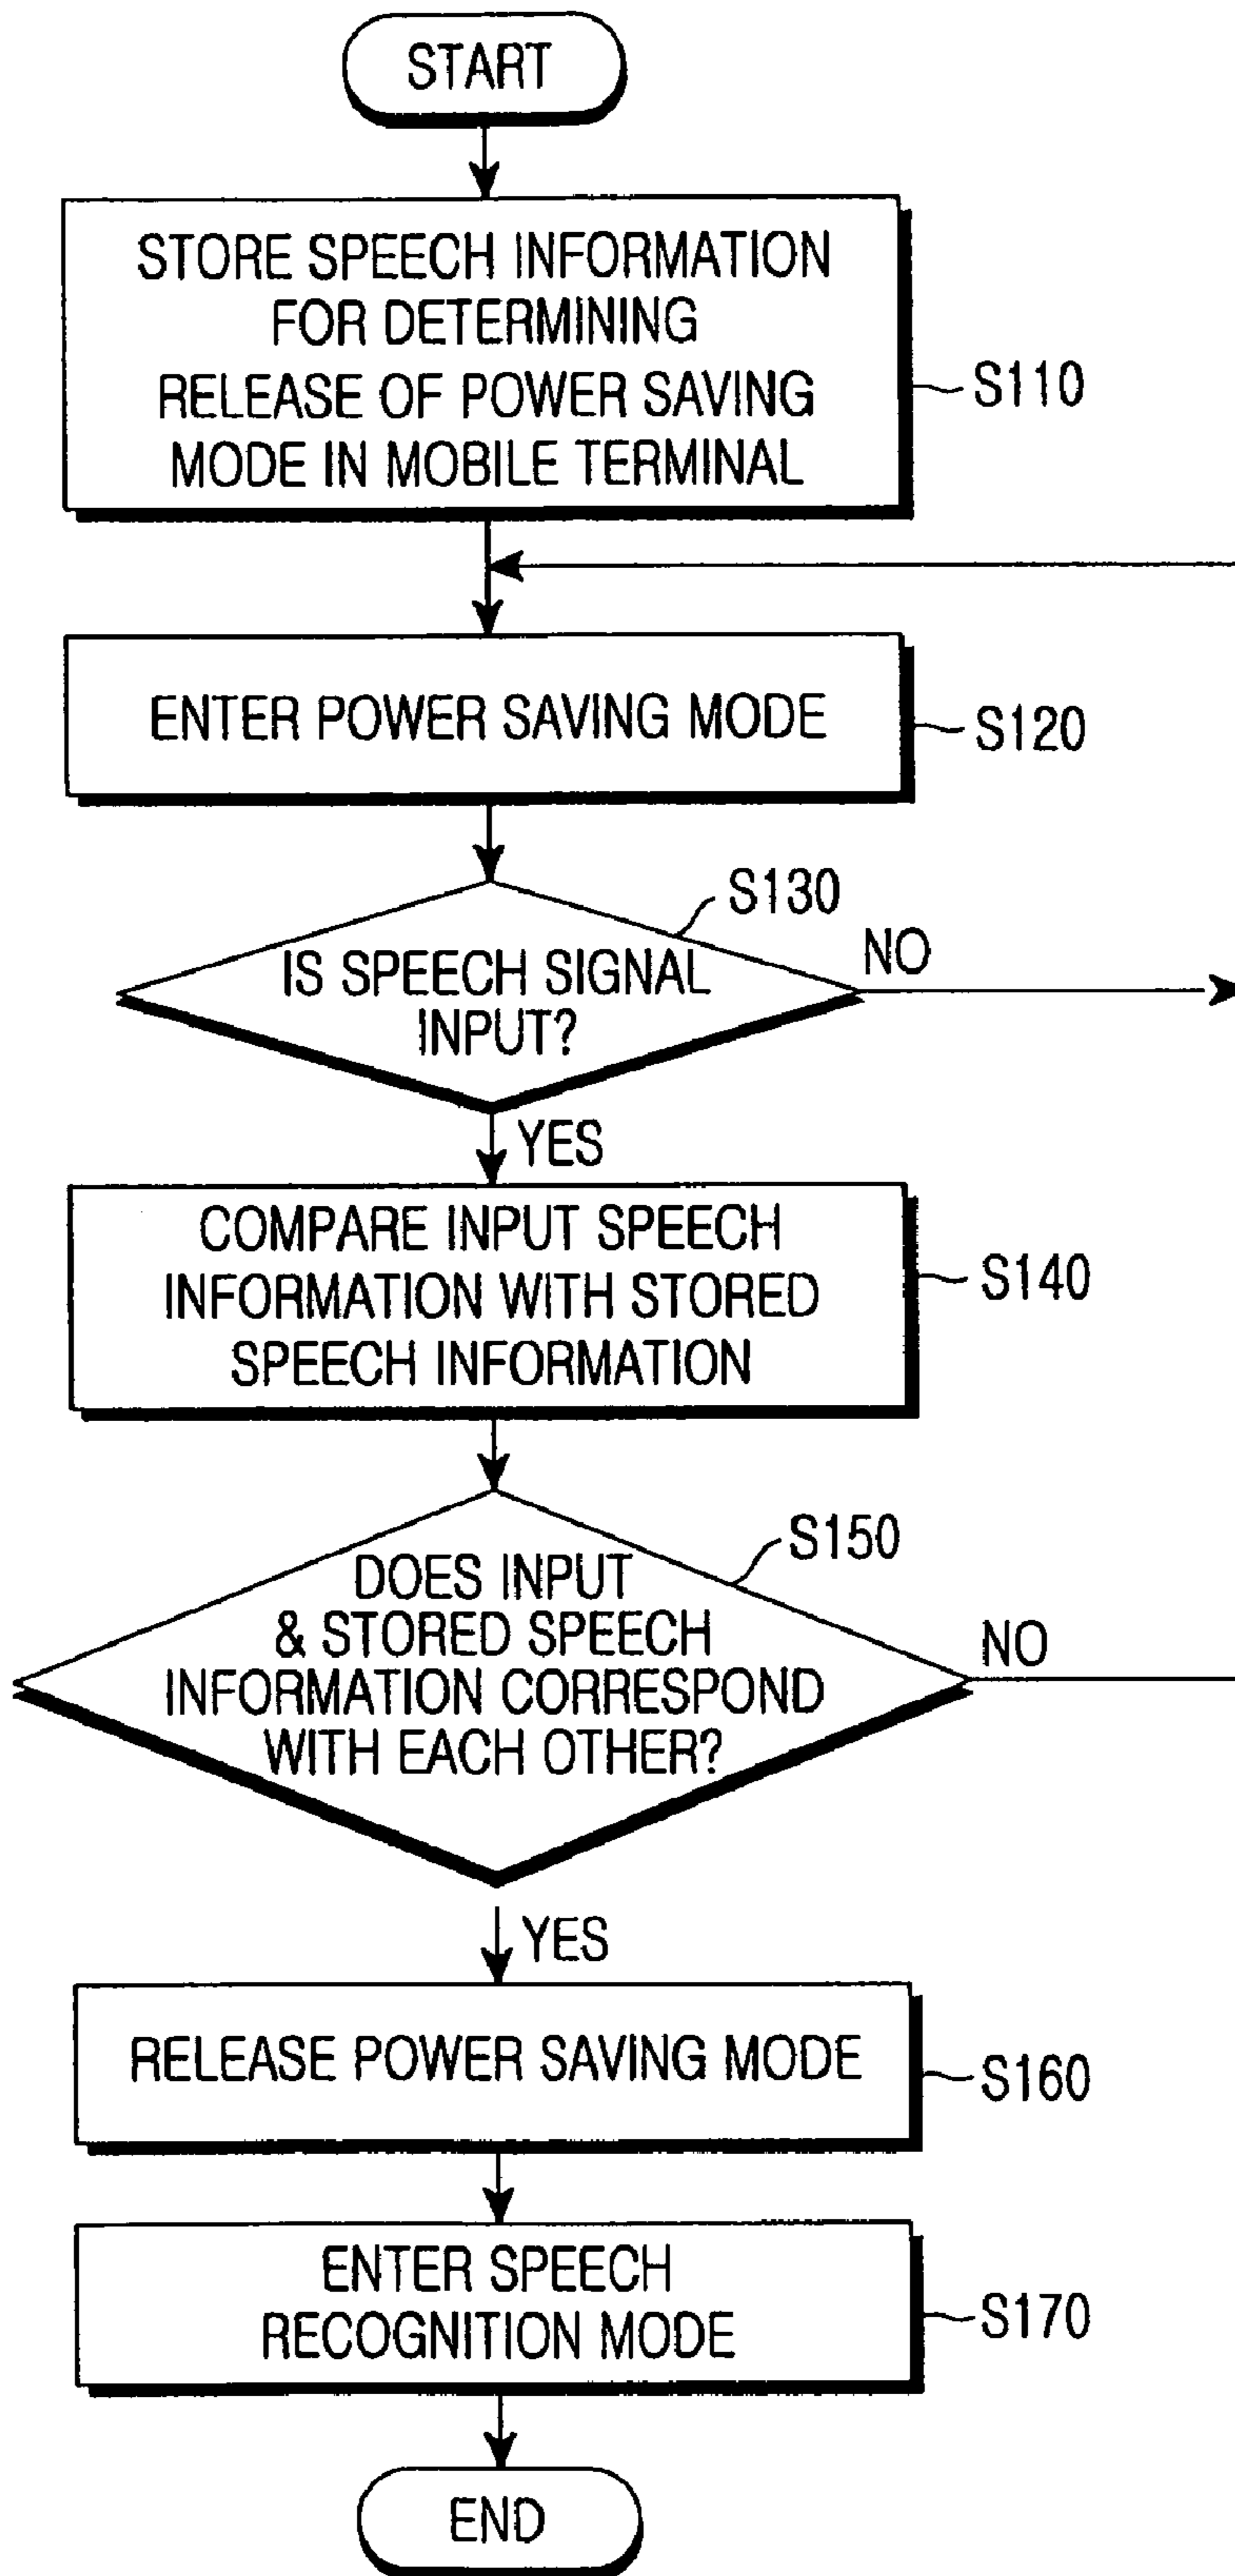 START
STORE SPEECH INFORMATION
FOR DETERMINING
RELEASE OF POWER SAVING
MODE IN MOBILE TERMINAL
S110
ENTER POWER SAVING MODE
S120
S130
IS SPEECH SIGNAL
INPUT?
NO
YES
COMPARE INPUT SPEECH
INFORMATION WITH STORED
SPEECH INFORMATION
S140
S150
DOES INPUT
& STORED SPEECH
INFORMATION CORRESPOND
WITH EACH OTHER?
NO
YES
RELEASE POWER SAVING MODE
S160
ENTER SPEECH
RECOGNITION MODE
S170
END